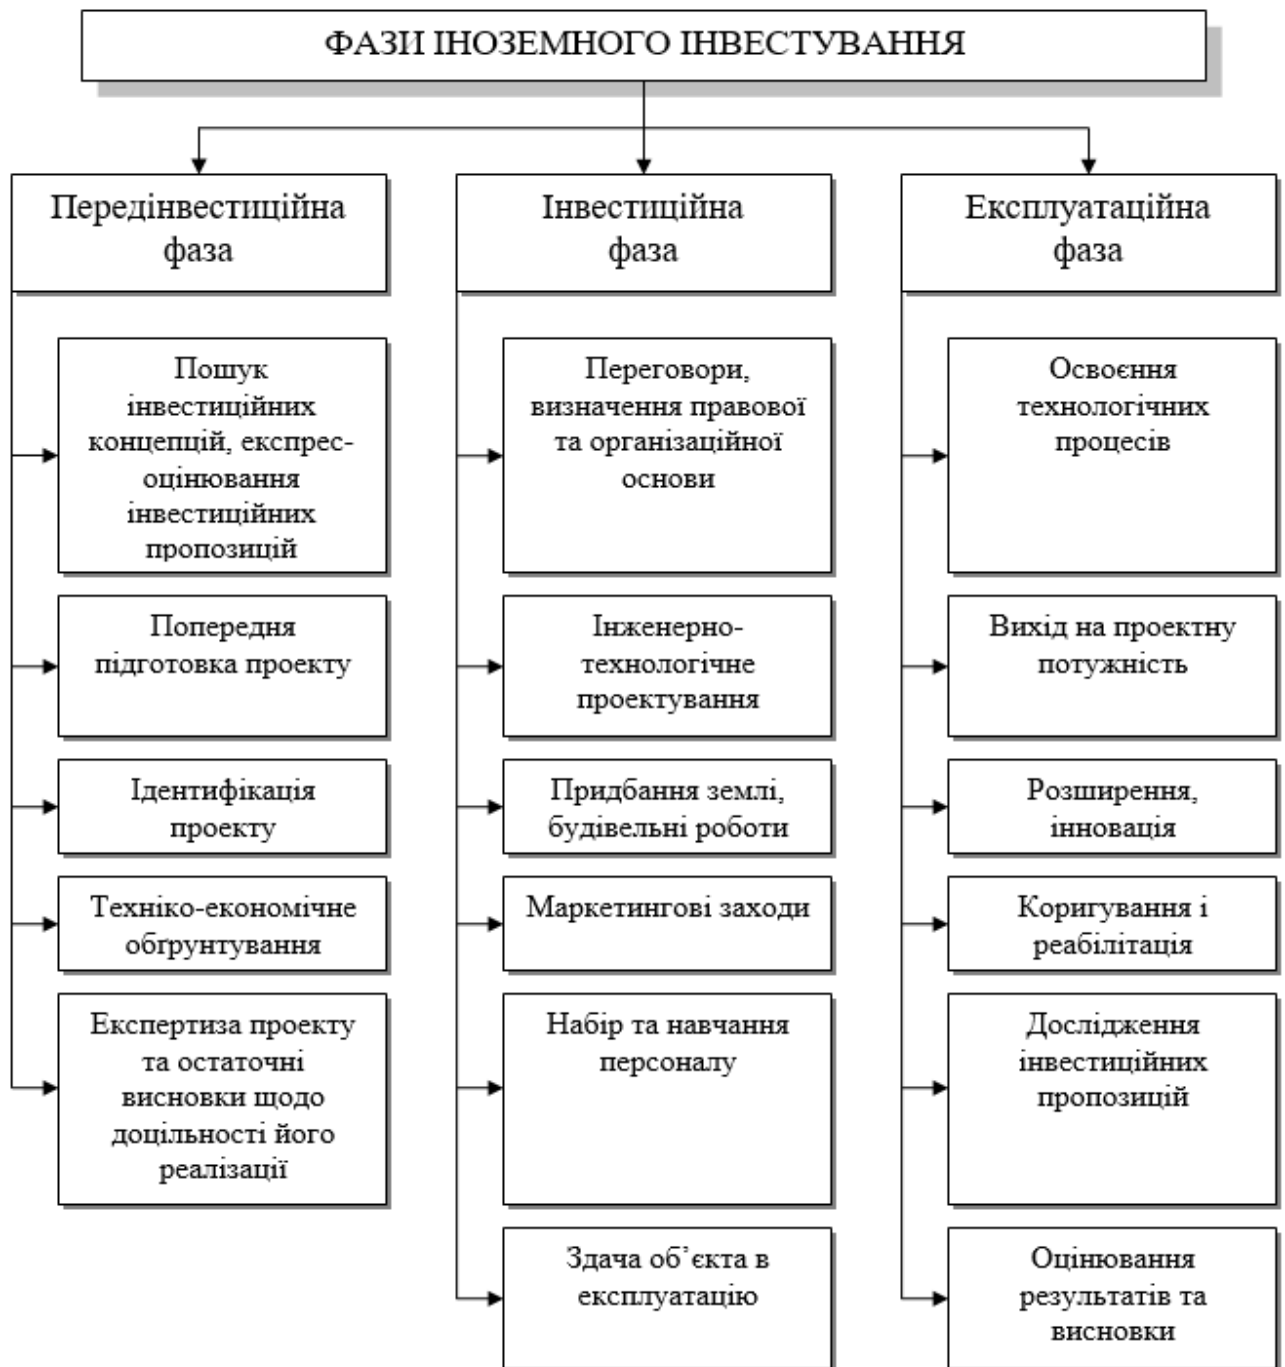 ФАЗИ ІНОЗЕМНОГО ІНВЕСТУВАННЯ
Передінвестиційна
фаза
Пошук
інвестиційних
концепцій, експрес-
оцінювання
інвестиційних
пропозицій
Попередня
підготовка проекту
Ідентифікація
проекту
Техніко-економічне
обґрунтування
Експертиза проекту
та остаточні
висновки щодо
доцільності його
реалізації
Інвестиційна
фаза
Переговори,
визначення правової
та організаційної
основи
Інженерно-
технологічне
проектування
Придбання землі,
будівельні роботи
Маркетингові заходи
Набір та навчання
персоналу
Здача об’єкта в
експлуатацію
Експлуатаційна
фаза
Освоєння
технологічних
процесів
Вихід на проектну
потужність
Розширення,
інновація
Коригування і
реабілітація
Дослідження
інвестиційних
пропозицій
Оцінювання
результатів та
висновки